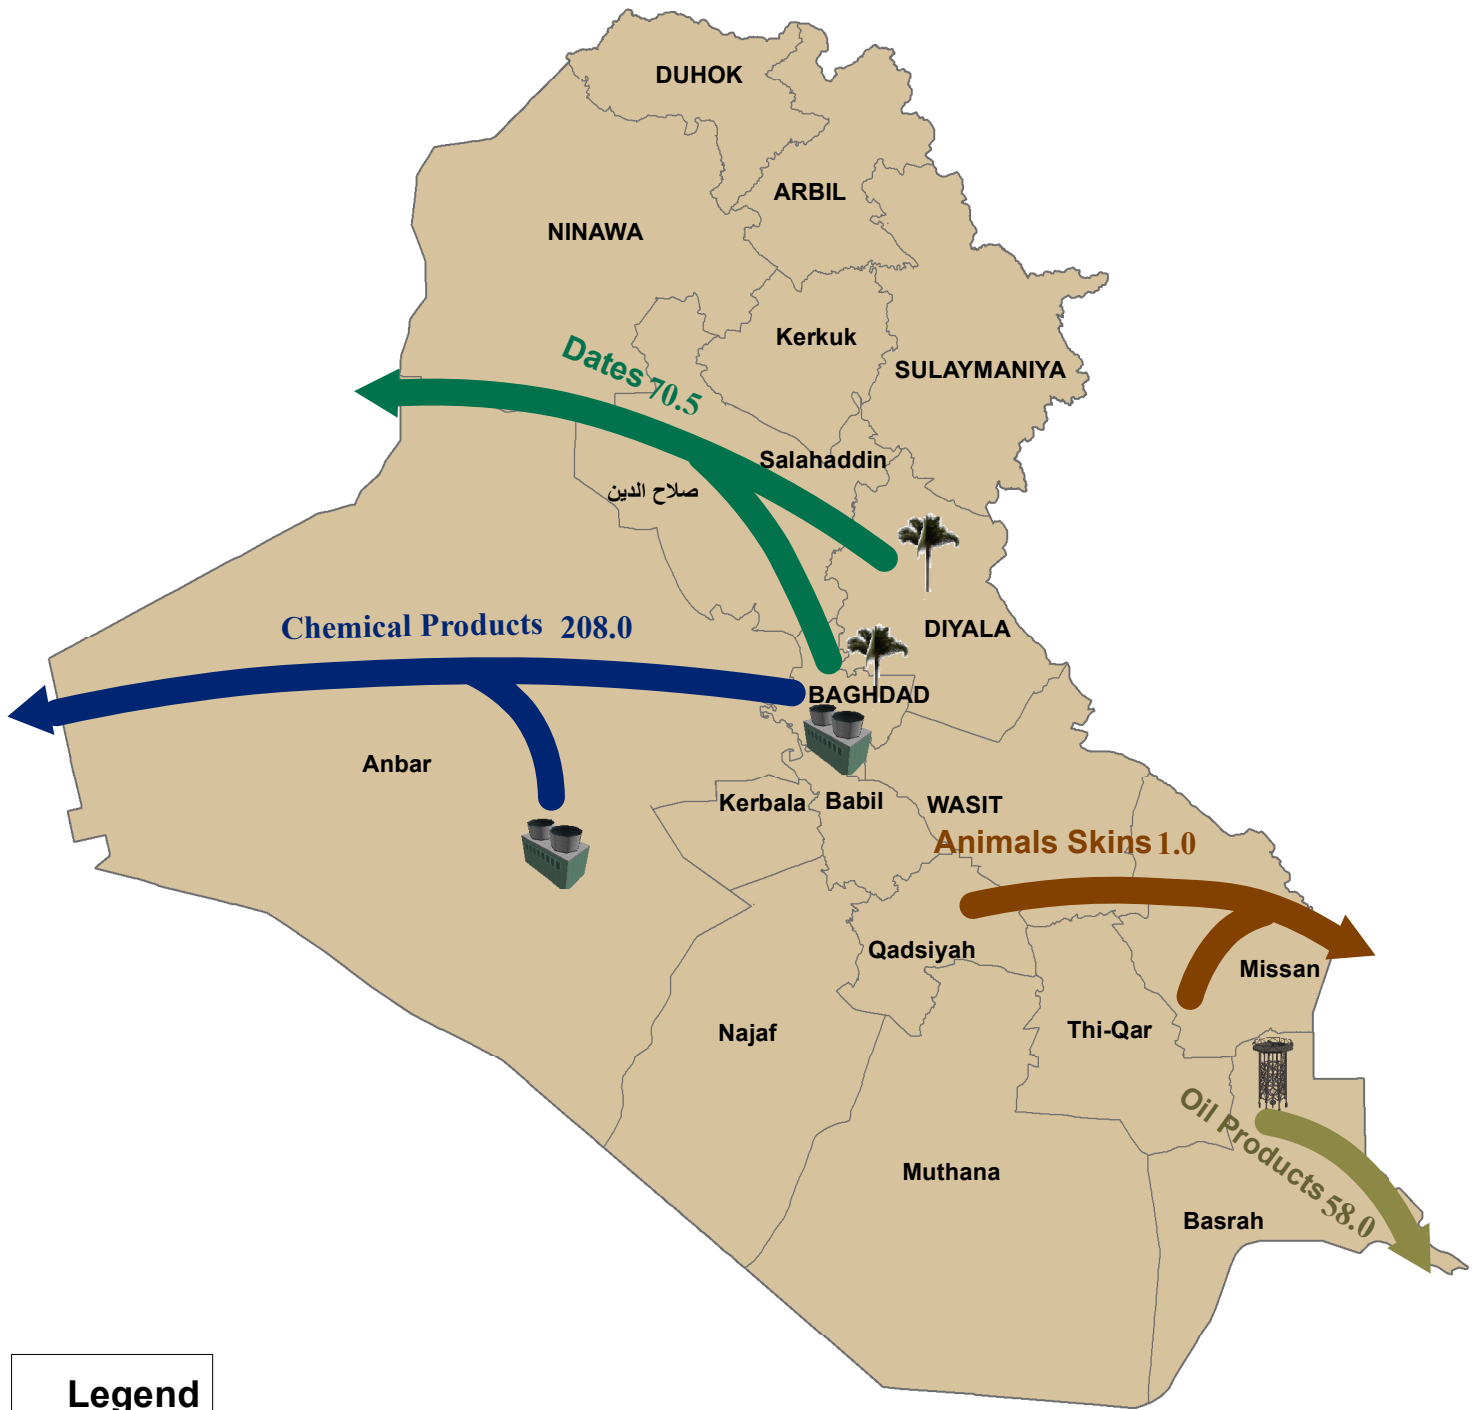 DUHOK
ARBIL
NINAWA
Kerkuk
Dates 70.5
SULAYMANIYA
Salahaddin
صلاح الدين
Chemical Products 208.0
DIYALA
BAGHDAD
Anbar
Kerbala
Babil
WASIT
Animals Skins 1.0
Qadsiyah
Missan
Najaf
Thi-Qar
Oil Products 58.0
Muthana
Basrah
Legend